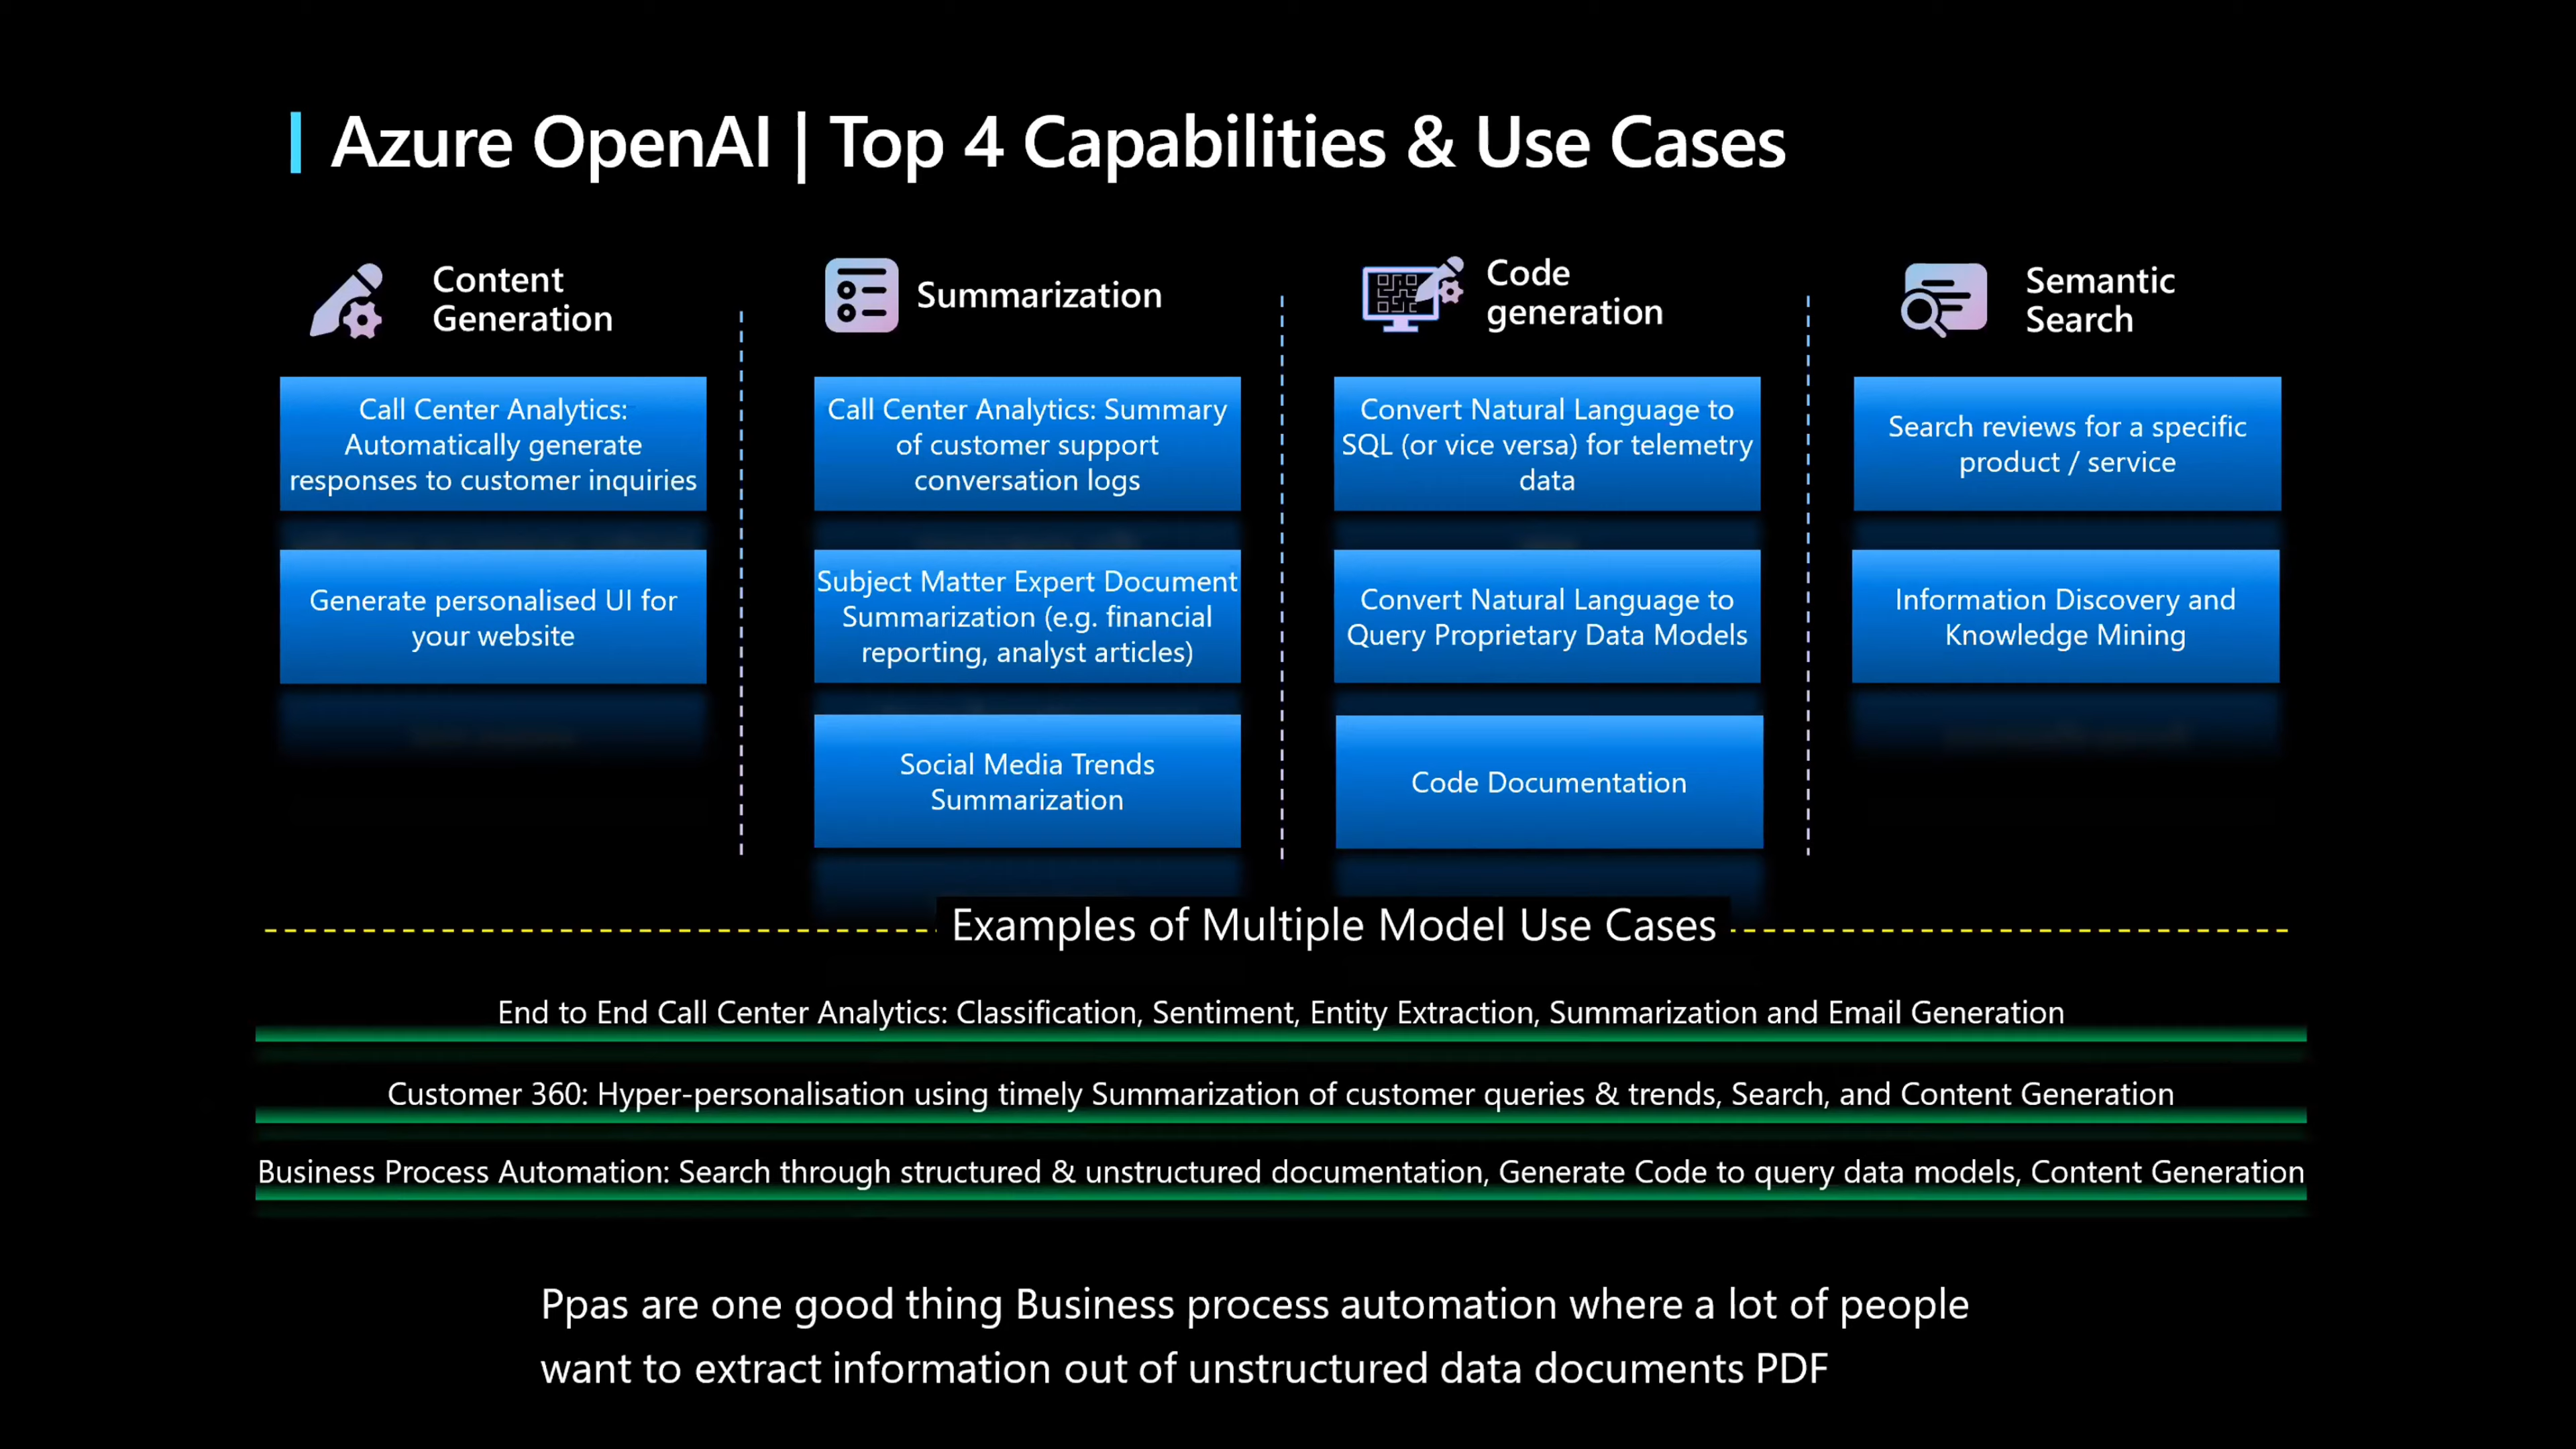 Azure OpenAI | Top 4 Capabilities & Use Cases
Content
Generation
Call Center Analytics:
Automatically generate
responses to customer inquiries
Generate personalised UI for
your website
Summarization
Call Center Analytics: Summary
of customer support
conversation logs
Subject Matter Expert Document
Summarization (e.g. financial
reporting, analyst articles)
Social Media Trends
Summarization
Code
generation
Convert Natural Language to
SQL (or vice versa) for telemetry
data
Convert Natural Language to
Query Proprietary Data Models
Code Documentation
Semantic
Search
Search reviews for a specific
product / service
Information Discovery and
Knowledge Mining
Examples of Multiple Model Use Cases
End to End Call Center Analytics: Classification, Sentiment, Entity Extraction, Summarization and Email Generation
Customer 360: Hyper-personalisation using timely Summarization of customer queries & trends, Search, and Content Generation
Business Process Automation: Search through structured & unstructured documentation, Generate Code to query data models, Content Generation
Ppas are one good thing Business process automation where a lot of people
want to extract information out of unstructured data documents PDF